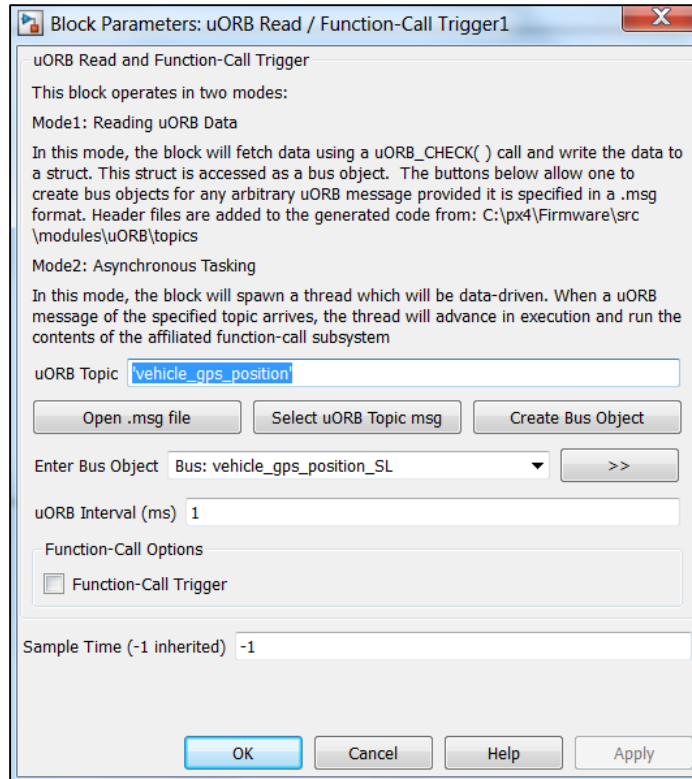 Block Parameters: uORB Read / Function-Call Trigger1
uORB Read and Function-Call Trigger
This block operates in two modes:
Mode1: Reading uORB Data
In this mode, the block will fetch data using a uORB_CHECK( ) call and write the data to
a struct. This struct is accessed as a bus object.  The buttons below allow one to
create bus objects for any arbitrary uORB message provided it is specified in a .msg
format. Header files are added to the generated code from: C:\px4\Firmware\src
\modules\uORB\topics
Mode2: Asynchronous Tasking
In this mode, the block will spawn a thread which will be data-driven. When a uORB
message of the specified topic arrives, the thread will advance in execution and run the
contents of the affiliated function-call subsystem
uORB Topic 'vehicle_gps_position'
Open .msg file Select uORB Topic msg Create Bus Object
Enter Bus Object Bus: vehicle_gps_position_SL >>
uORB Interval (ms) 1
Function-Call Options
Function-Call Trigger
Sample Time (-1 inherited) -1
OK Cancel Help Apply